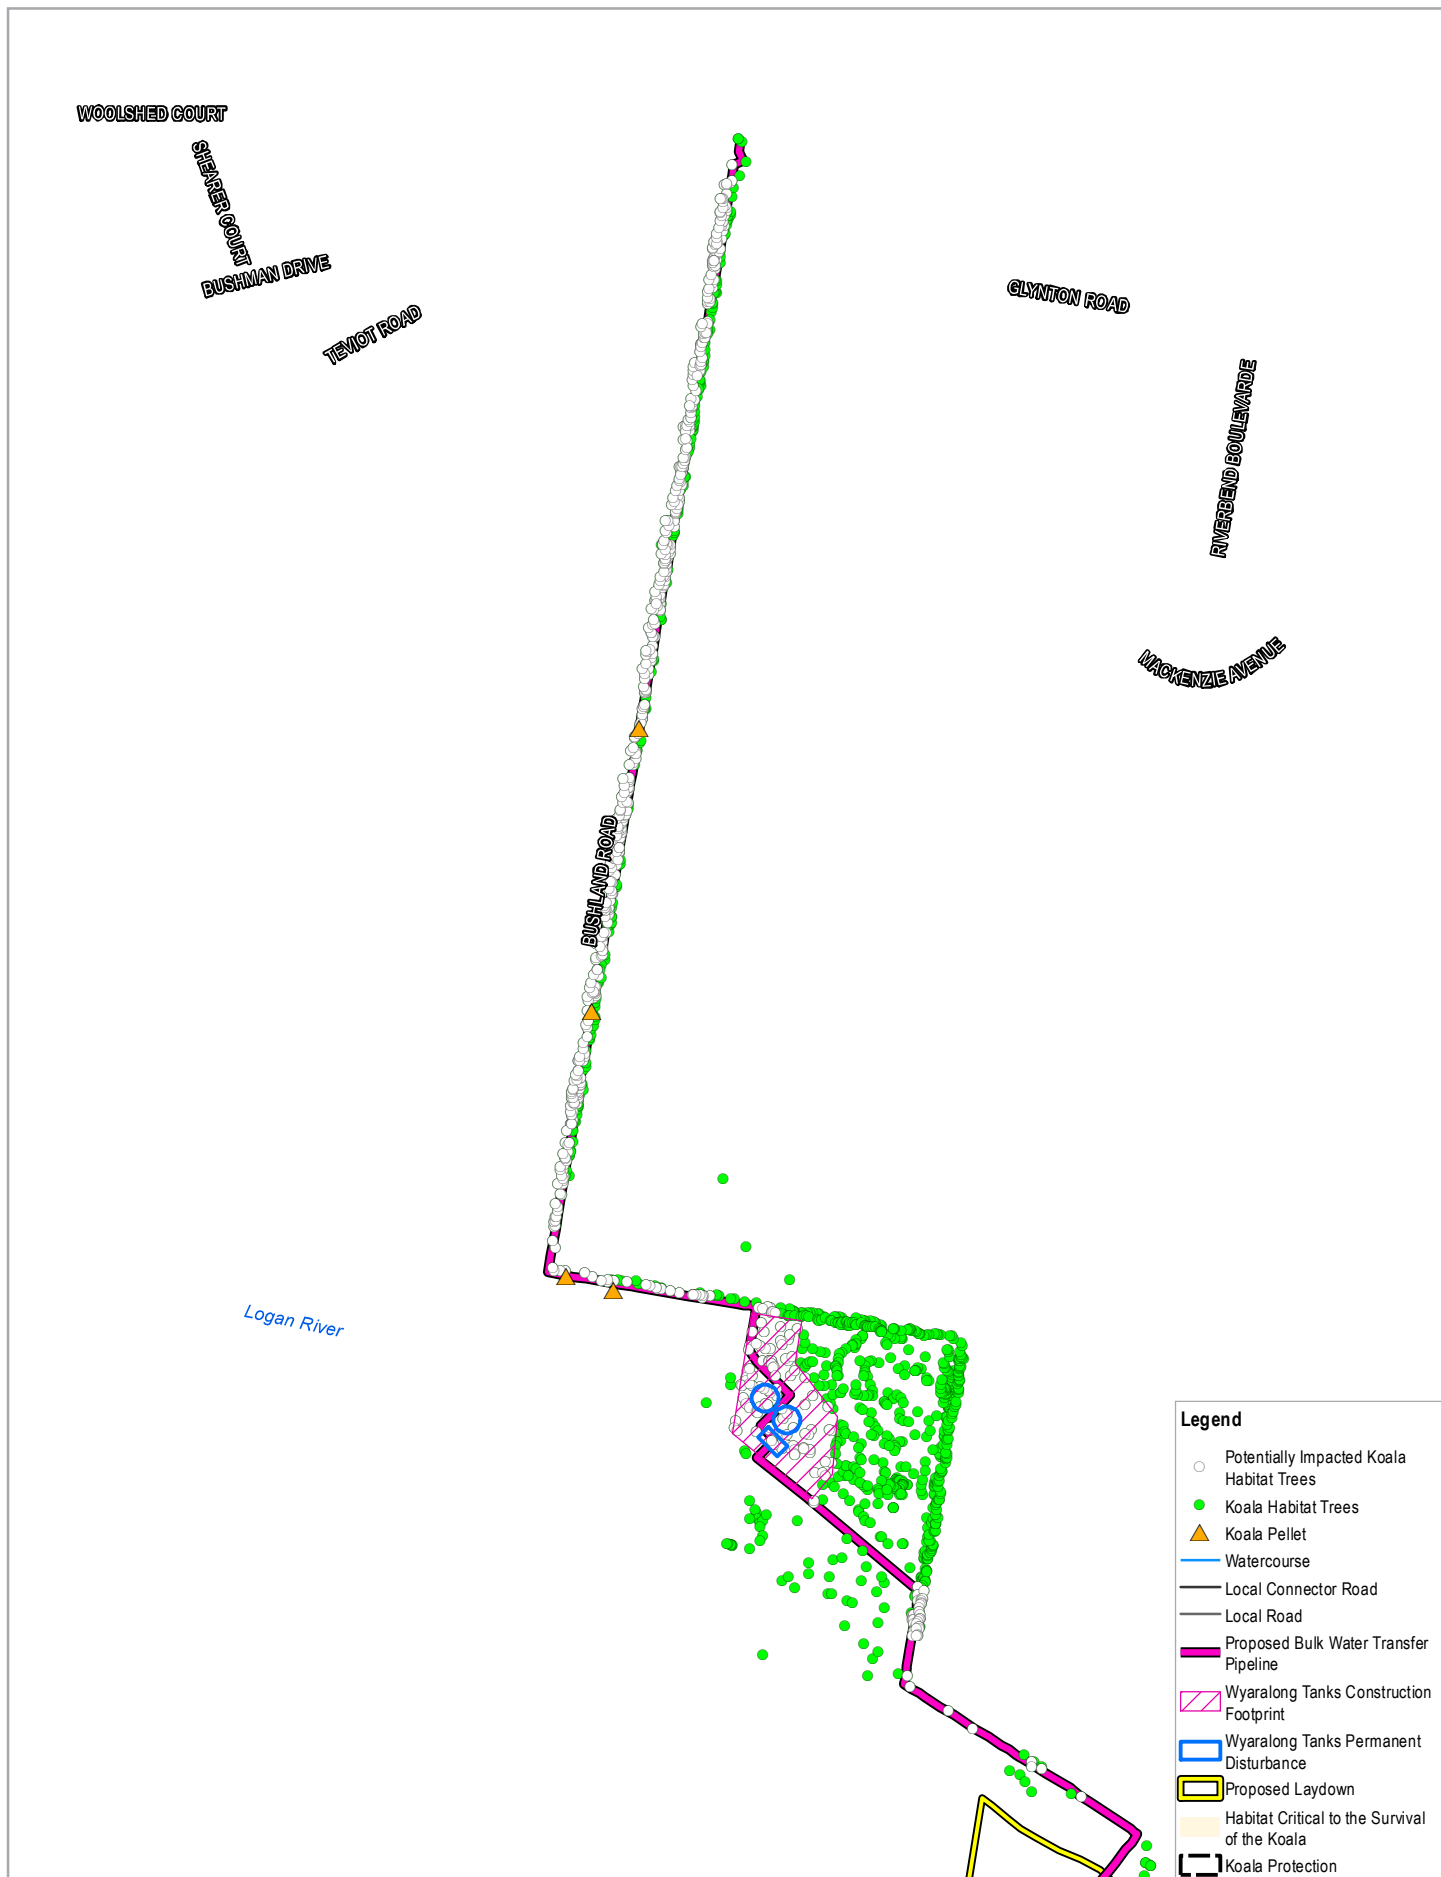 WOOLSHED COURT
SHEARER COURT
BUSHMAN DRIVE
TEVIOT ROAD
GLYNTON ROAD
RIVERBEND BOULEVARDE
MACKENZIE AVENUE
BUSHLAND ROAD
Logan River
Legend
Potentially Impacted Koala
Habitat Trees
Koala Habitat Trees
Koala Pellet
Watercourse
Local Connector Road
Local Road
Proposed Bulk Water Transfer
Pipeline
Wyaralong Tanks Construction
Footprint
Wyaralong Tanks Permanent
Disturbance
Proposed Laydown
Habitat Critical to the Survival
of the Koala
Koala Protection